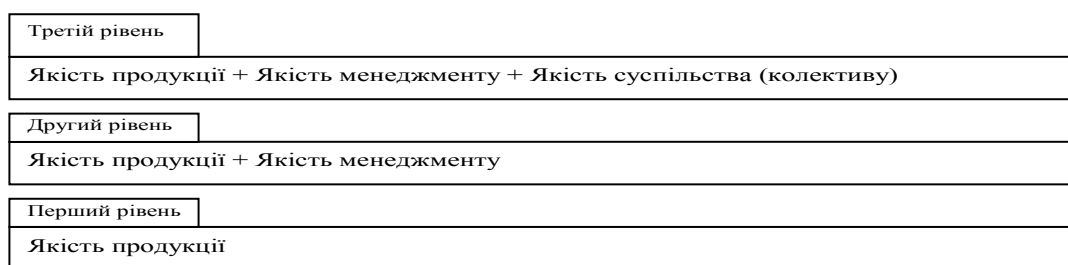 Третій рівень
Якість продукції + Якість менеджменту + Якість суспільства (колективу)
Другий рівень
Якість продукції + Якість менеджменту
Перший рівень
Якість продукції